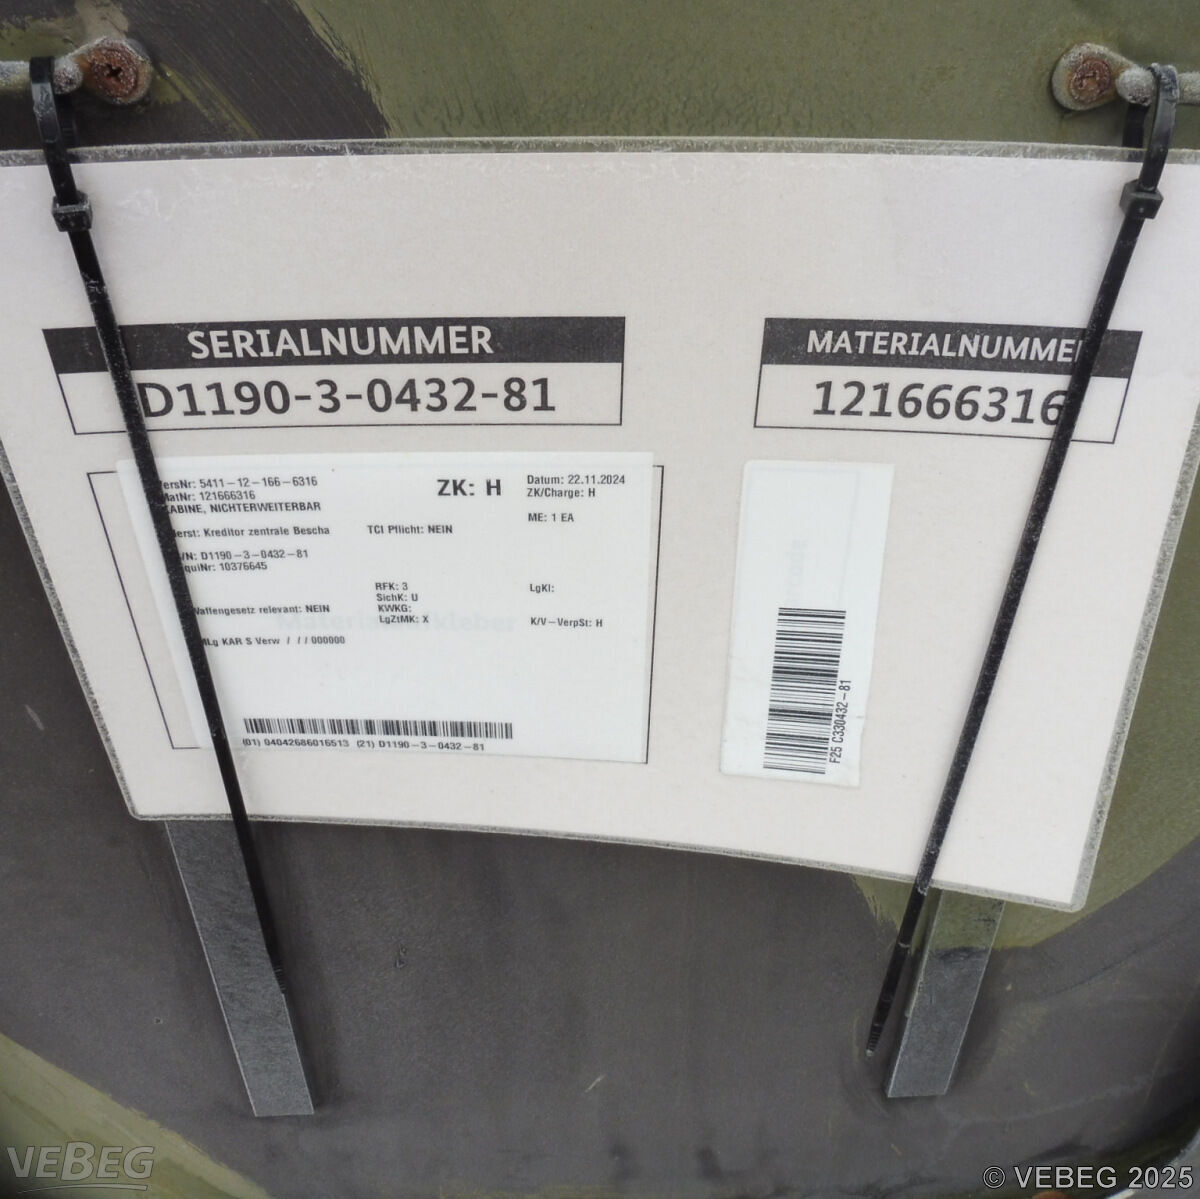 SERIALNUMMER
D1190-3-0432-81
MATERIALNUMME
121666316
ersNr: 5411-12-166-6316
MatNr: 121666316
KABINE, NICHTERWEITERBAR
ZK: H
Datum: 22.11.2024
ZK/Charge: H
ME: 1 EA
erst: Kreditor zentrale Bescha
TCI Pflicht: NEIN
/N: D1190-3-0432-81
quiNr: 10376645
RFK: 3
SichK: U
KWKG:
LgZtMK: X
LgKl:
K/V-VerpSt: H
Waffengesetz relevant: NEIN
MLg KAR S Verw / / / 000000
(01) 04042686016513 (21) D1190-3-0432-81
F25 C330432-81
VEBEG
© VEBEG 2025